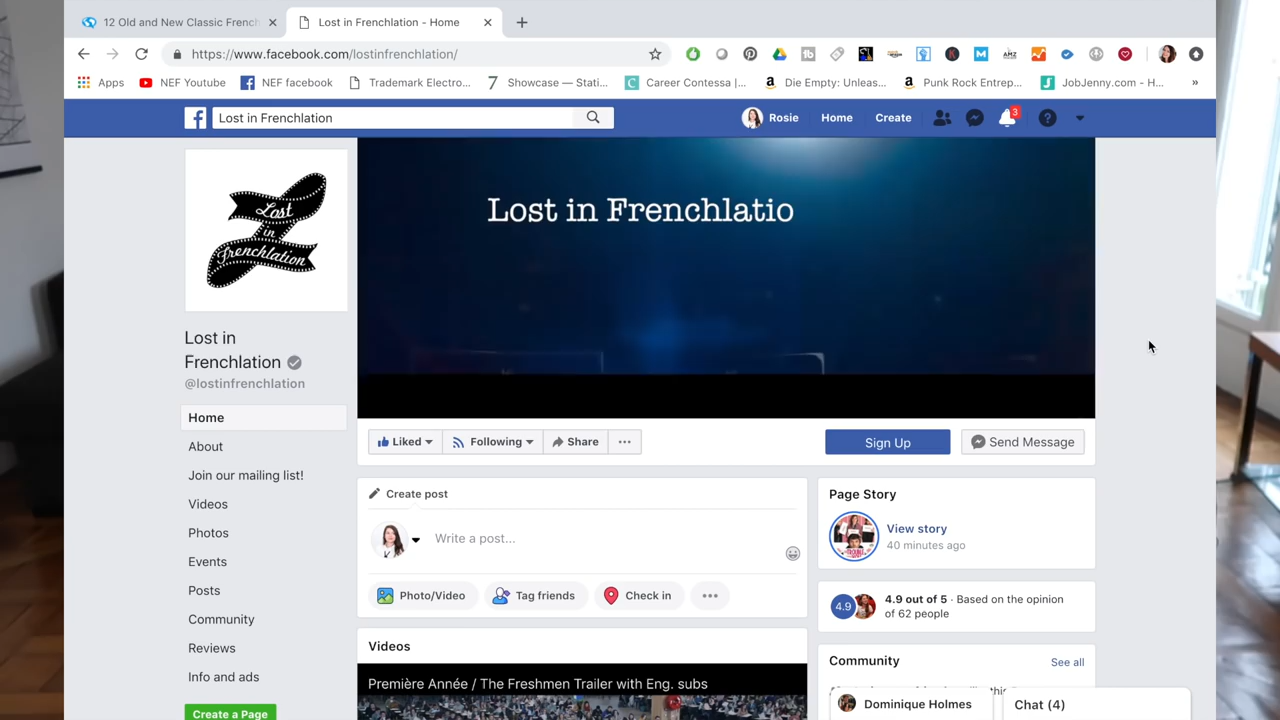 12 Old and New Classic French
Lost in Frenchlation - Home
https://www.facebook.com/lostinfrenchlation/
Apps
NEF Youtube
NEF facebook
Trademark Electro...
Showcase — Stati...
Career Contessa |...
Die Empty: Unleas...
Punk Rock Entrep...
JobJenny.com - H...
»
Lost in Frenchlation
Rosie
Home
Create
3
Lost
in
Frenchlation
Lost in Frenchlatio
Lost in
Frenchlation
@lostinfrenchlation
Home
About
Join our mailing list!
Videos
Photos
Events
Posts
Community
Reviews
Info and ads
Create a Page
Liked
Following
Share
Sign Up
Send Message
Create post
Write a post...
Photo/Video
Tag friends
Check in
Videos
Première Année / The Freshmen Trailer with Eng. subs
Page Story
View story
40 minutes ago
4.9
4.9 out of 5 · Based on the opinion
of 62 people
Community
See all
Dominique Holmes
Chat (4)